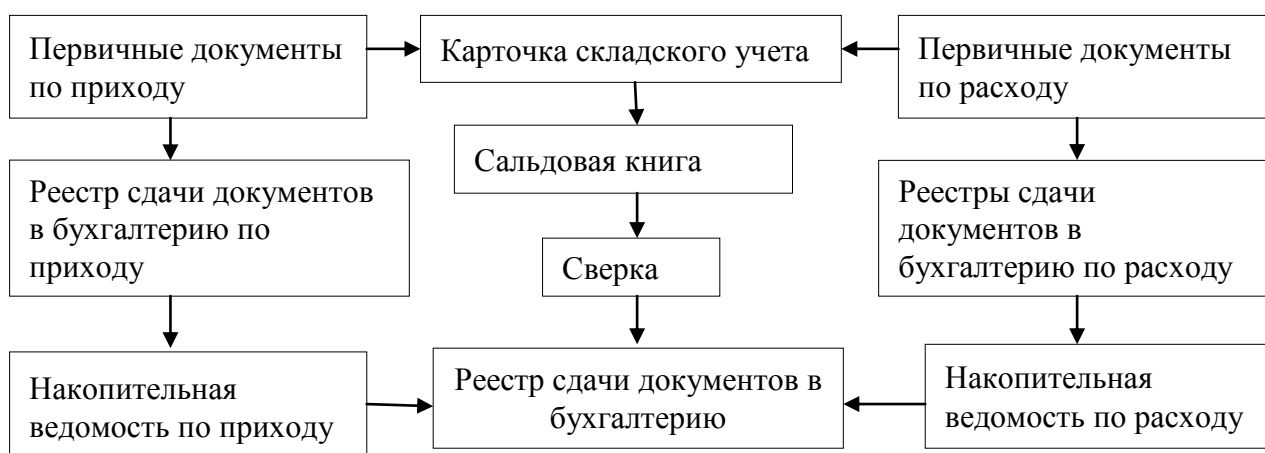 Первичные документы
по приходу
Карточка складского учета
Первичные документы
по расходу
Сальдовая книга
Реестр сдачи документов
в бухгалтерию по
приходу
Реестры сдачи
документов в
бухгалтерию по расходу
Сверка
Накопительная
ведомость по приходу
Реестр сдачи документов в
бухгалтерию
Накопительная
ведомость по расходу